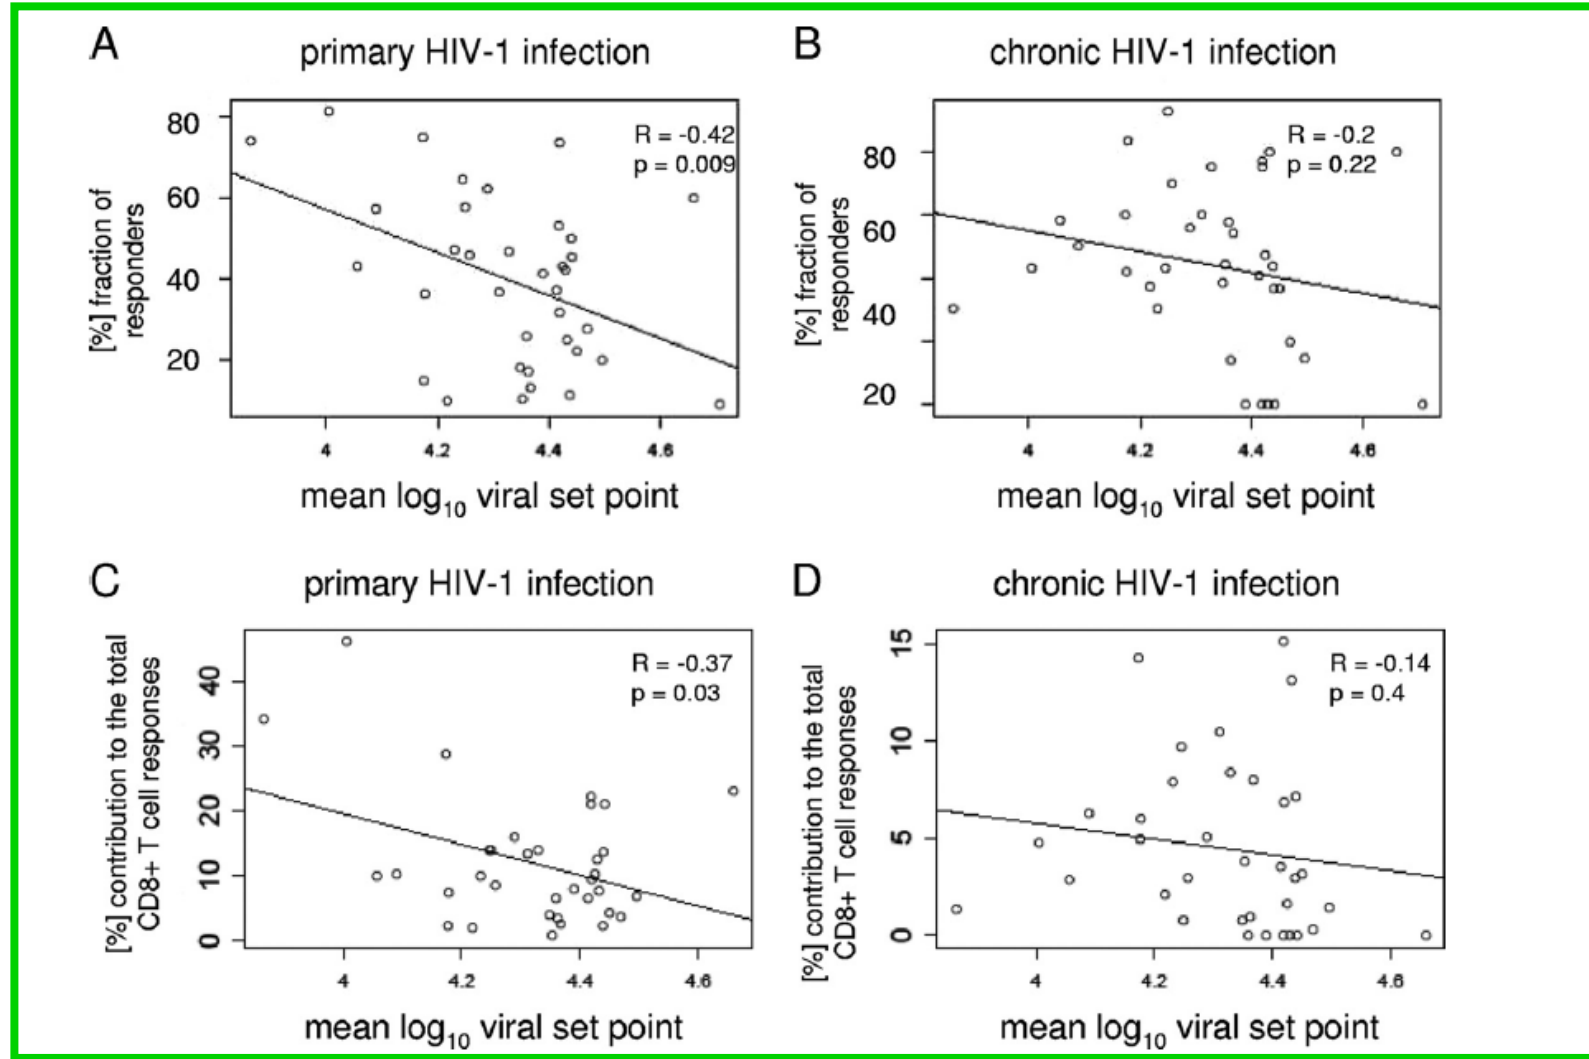 A
primary HIV-1 infection
R = -0.42
p = 0.009
80
60
40
20
[%] fraction of
responders
4
4.2
4.4
4.6
mean log10 viral set point
B
chronic HIV-1 infection
R = -0.2
p = 0.22
80
60
40
20
[%] fraction of
responders
4
4.2
4.4
4.6
mean log10 viral set point
C
primary HIV-1 infection
R = -0.37
p = 0.03
40
30
20
10
0
[%] contribution to the total
CD8+ T cell responses
4
4.2
4.4
4.6
mean log10 viral set point
D
chronic HIV-1 infection
R = -0.14
p = 0.4
15
10
5
0
[%] contribution to the total
CD8+ T cell responses
4
4.2
4.4
4.6
mean log10 viral set point